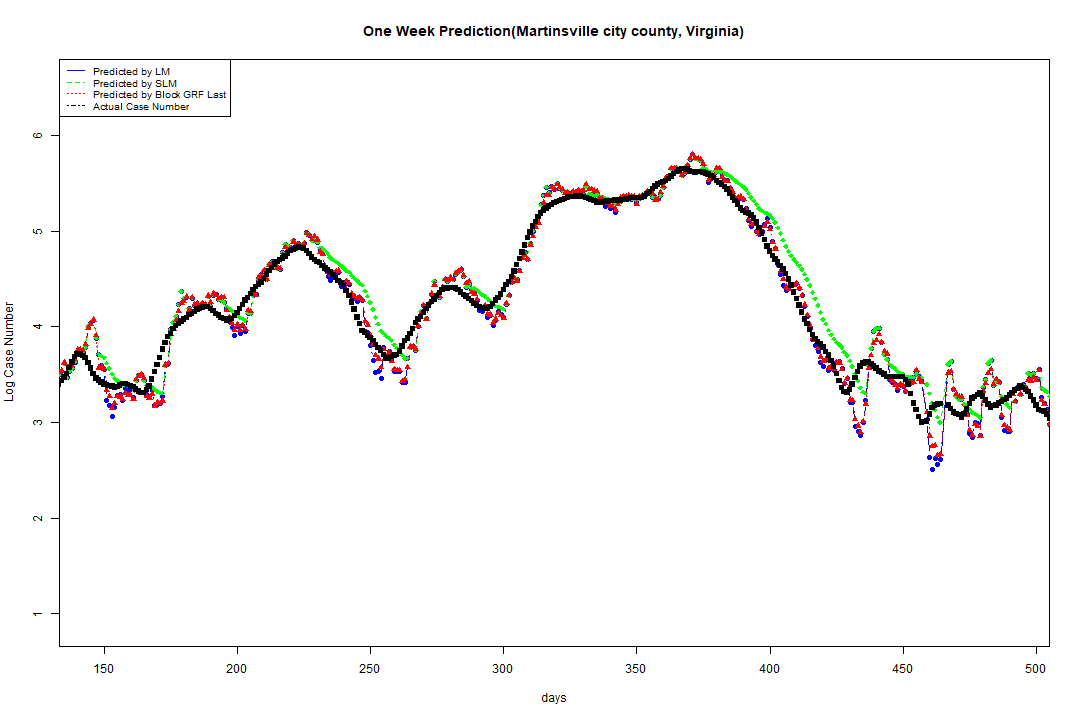 One Week Prediction(Martinsville city county, Virginia)
Predicted by LM
Predicted by SLM
Predicted by Block GRF Last
Actual Case Number
Log Case Number
6
5
4
3
2
1
150 200 250 300 350 400 450 500
days